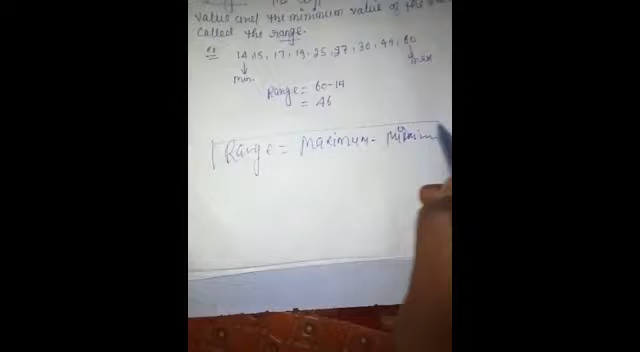 value and the minimum value of the
called the range.
14, 15, 17, 19, 25, 27, 30, 49, 60
min.
max
Range = 60-14
= 46
Range = Maximum - Minimum